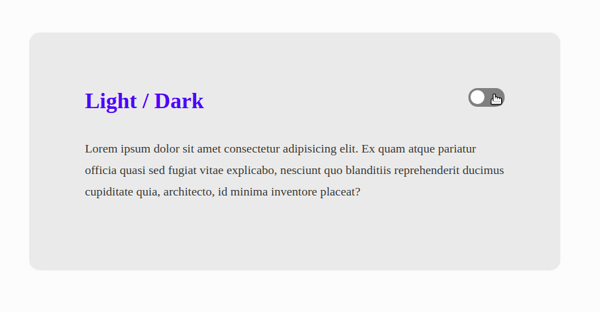 Light / Dark
Lorem ipsum dolor sit amet consectetur adipisicing elit. Ex quam atque pariatur
officia quasi sed fugiat vitae explicabo, nesciunt quo blanditiis reprehenderit ducimus
cupiditate quia, architecto, id minima inventore placeat?